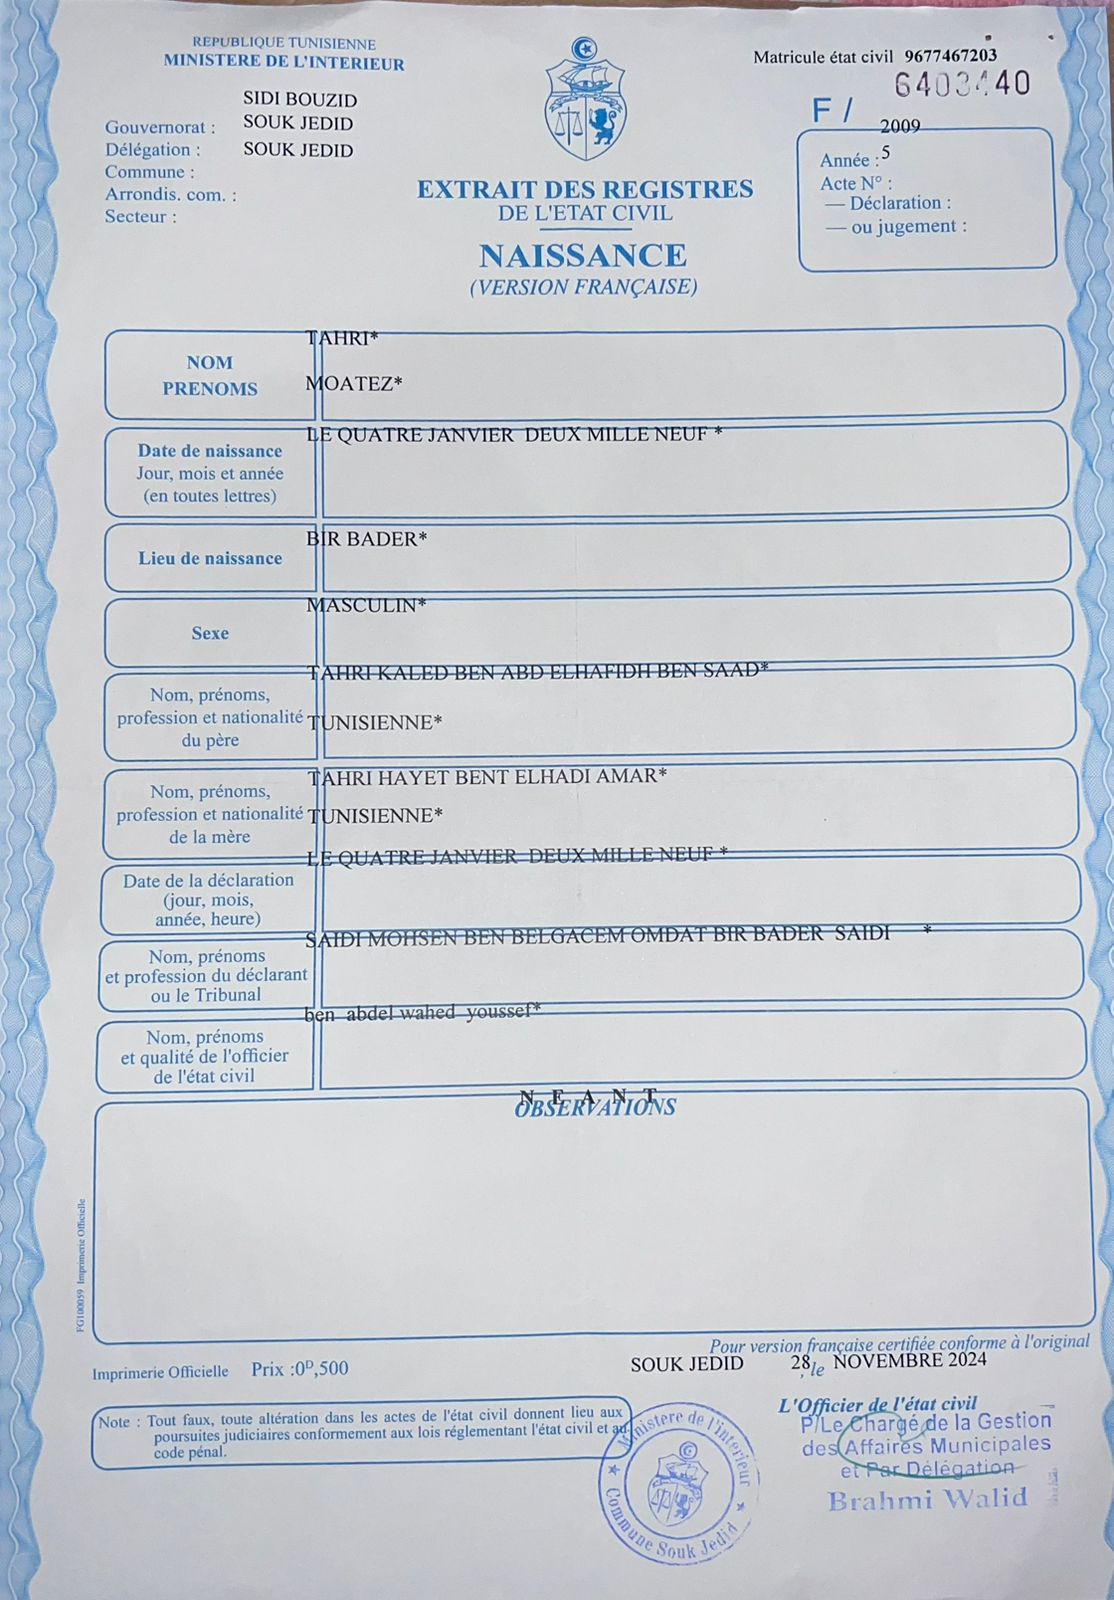 REPUBLIQUE TUNISIENNE
MINISTERE DE L'INTERIEUR
Matricule état civil 9677467203
6403440
F /
SIDI BOUZID
Gouvernorat : SOUK JEDID
Délégation : SOUK JEDID
Commune :
Arrondis. com. :
Secteur :
2009
Année : 5
Acte N° :
— Déclaration :
— ou jugement :
EXTRAIT DES REGISTRES
DE L'ETAT CIVIL
NAISSANCE
(VERSION FRANÇAISE)
TAHRI*
NOM
PRENOMS
MOATEZ*
LE QUATRE JANVIER DEUX MILLE NEUF *
Date de naissance
Jour, mois et année
(en toutes lettres)
BIR BADER*
Lieu de naissance
MASCULIN*
Sexe
TAHRI KALED BEN ABD ELHAFIDH BEN SAAD*
Nom, prénoms,
profession et nationalité
du père
TUNISIENNE*
TAHRI HAYET BENT ELHADI AMAR*
Nom, prénoms,
profession et nationalité
de la mère
TUNISIENNE*
LE QUATRE JANVIER DEUX MILLE NEUF *
Date de la déclaration
(jour, mois,
année, heure)
SAIDI MOHSEN BEN BELGACEM OMDAT BIR BADER SAIDI *
Nom, prénoms
et profession du déclarant
ou le Tribunal
ben abdel wahed youssef*
Nom, prénoms
et qualité de l'officier
de l'état civil
N E A N T
OBSERVATIONS
FG100059 Imprimerie Officielle
Pour version française certifiée conforme à l'original
Imprimerie Officielle Prix :0ᴰ,500
SOUK JEDID 28, le NOVEMBRE 2024
Note : Tout faux, toute altération dans les actes de l'état civil donnent lieu aux
poursuites judiciaires conformement aux lois réglementant l'état civil et au
code pénal.
L'Officier de l'état civil
P/Le Chargé de la Gestion
des Affaires Municipales
et Par Délégation
Brahmi Walid
Ministere de l'interieur
Commune Souk Jedid